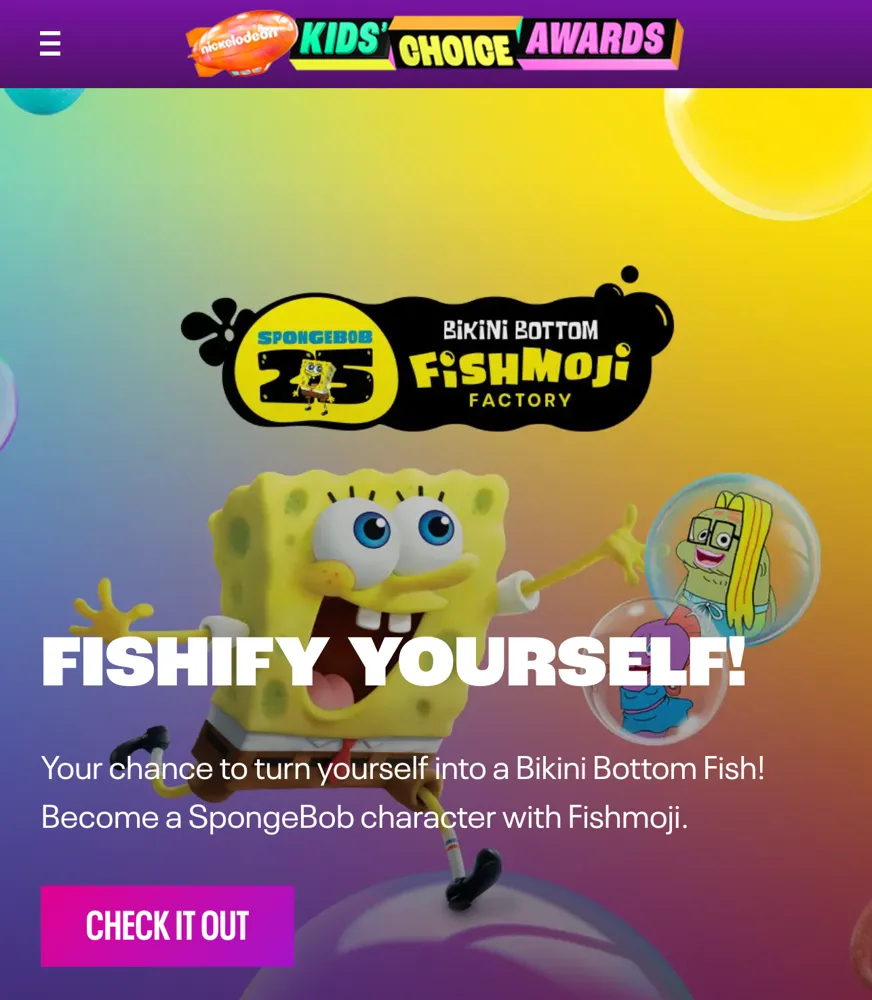 nickelodeon KIDS' CHOICE AWARDS
SPONGEBOB
25
BIKINI BOTTOM
FISHMOJI
FACTORY
FISHIFY YOURSELF!
Your chance to turn yourself into a Bikini Bottom Fish!
Become a SpongeBob character with Fishmoji.
CHECK IT OUT